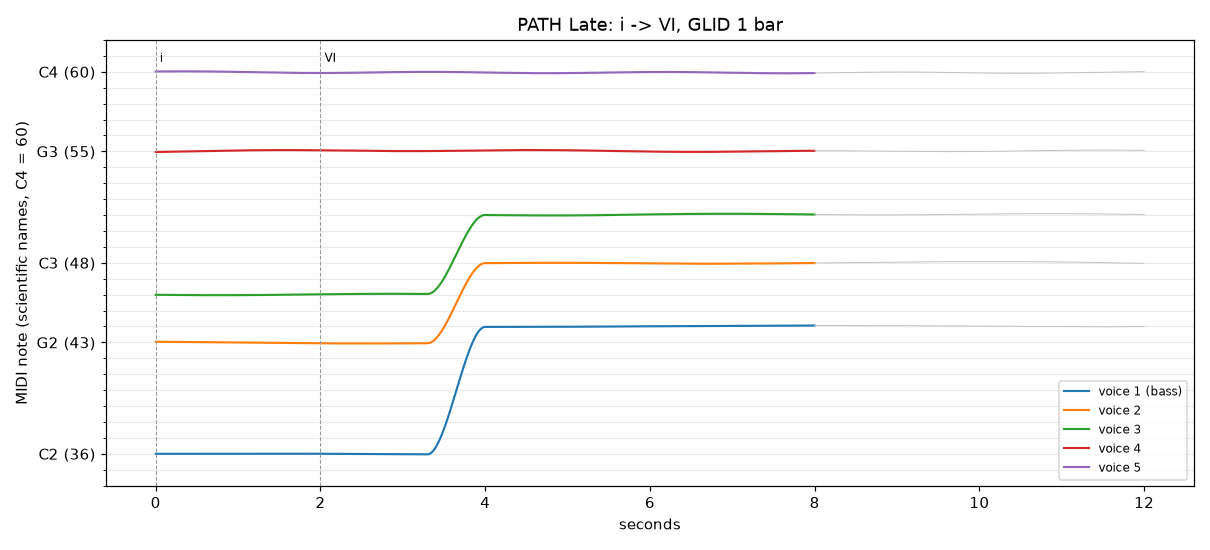 PATH Late: i -> VI, GLID 1 bar
i
VI
C4 (60)
G3 (55)
C3 (48)
G2 (43)
C2 (36)
MIDI note (scientific names, C4 = 60)
voice 1 (bass)
voice 2
voice 3
voice 4
voice 5
0 2 4 6 8 10 12
seconds